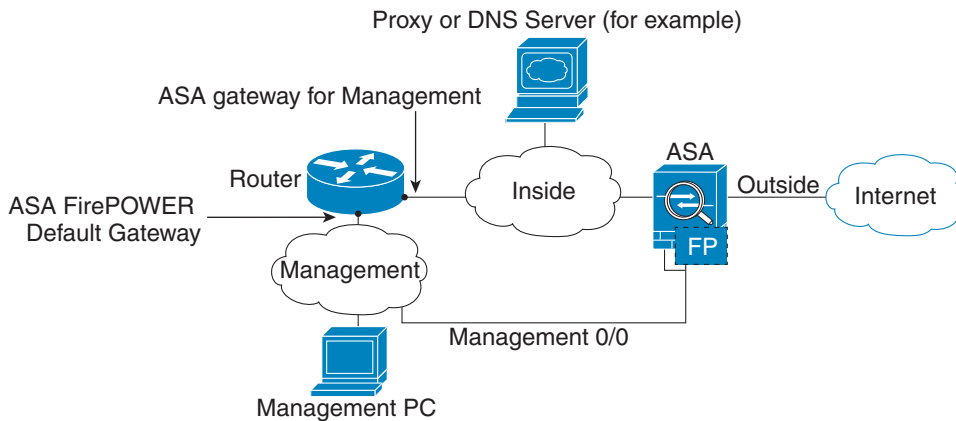 Proxy or DNS Server (for example)
ASA gateway for Management
ASA
Router
Inside
Outside
Internet
ASA FirePOWER
Default Gateway
FP
Management
Management 0/0
Management PC